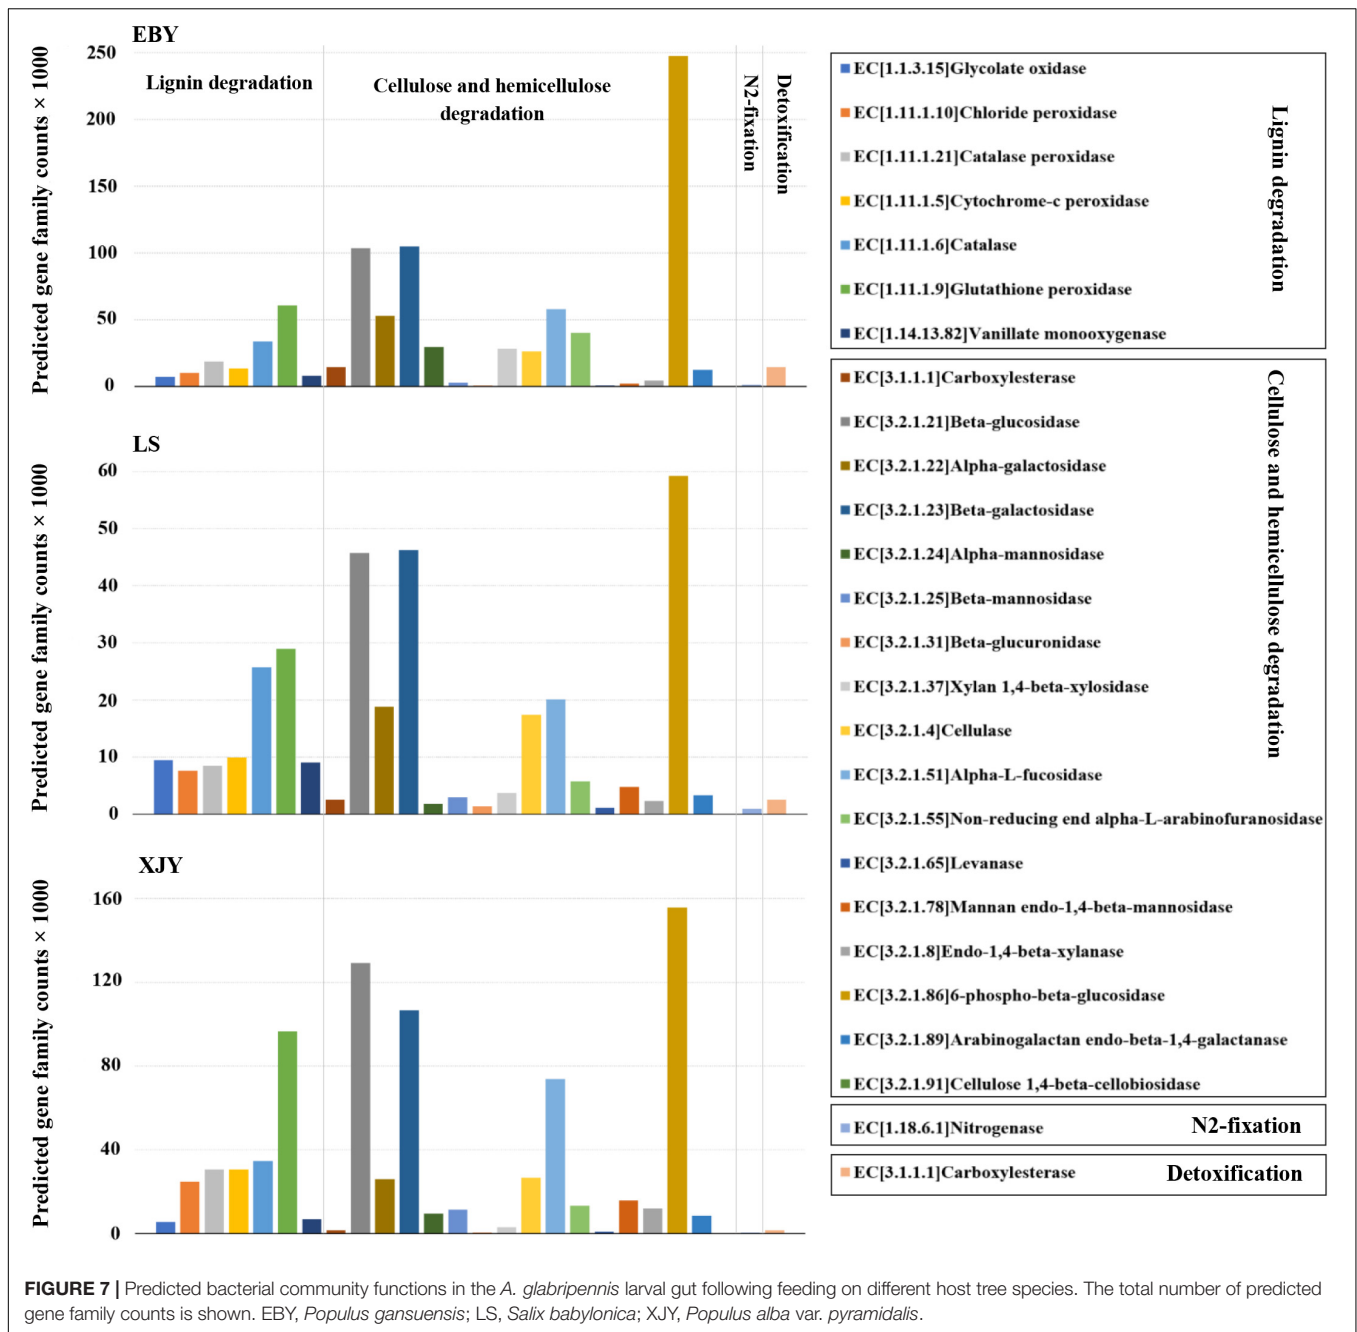 EBY
Predicted gene family counts × 1000
250
200
150
100
50
0
Lignin degradation
Cellulose and hemicellulose
degradation
N2-fixation
Detoxification
LS
Predicted gene family counts × 1000
60
50
40
30
20
10
0
XJY
Predicted gene family counts × 1000
160
120
80
40
0
EC[1.1.3.15]Glycolate oxidase
EC[1.11.1.10]Chloride peroxidase
EC[1.11.1.21]Catalase peroxidase
EC[1.11.1.5]Cytochrome-c peroxidase
EC[1.11.1.6]Catalase
EC[1.11.1.9]Glutathione peroxidase
EC[1.14.13.82]Vanillate monooxygenase
Lignin degradation
EC[3.1.1.1]Carboxylesterase
EC[3.2.1.21]Beta-glucosidase
EC[3.2.1.22]Alpha-galactosidase
EC[3.2.1.23]Beta-galactosidase
EC[3.2.1.24]Alpha-mannosidase
EC[3.2.1.25]Beta-mannosidase
EC[3.2.1.31]Beta-glucuronidase
EC[3.2.1.37]Xylan 1,4-beta-xylosidase
EC[3.2.1.4]Cellulase
EC[3.2.1.51]Alpha-L-fucosidase
EC[3.2.1.55]Non-reducing end alpha-L-arabinofuranosidase
EC[3.2.1.65]Levanase
EC[3.2.1.78]Mannan endo-1,4-beta-mannosidase
EC[3.2.1.8]Endo-1,4-beta-xylanase
EC[3.2.1.86]6-phospho-beta-glucosidase
EC[3.2.1.89]Arabinogalactan endo-beta-1,4-galactanase
EC[3.2.1.91]Cellulose 1,4-beta-cellobiosidase
Cellulose and hemicellulose degradation
EC[1.18.6.1]Nitrogenase
N2-fixation
EC[3.1.1.1]Carboxylesterase
Detoxification
FIGURE 7 | Predicted bacterial community functions in the A. glabripennis larval gut following feeding on different host tree species. The total number of predicted
gene family counts is shown. EBY, Populus gansuensis; LS, Salix babylonica; XJY, Populus alba var. pyramidalis.